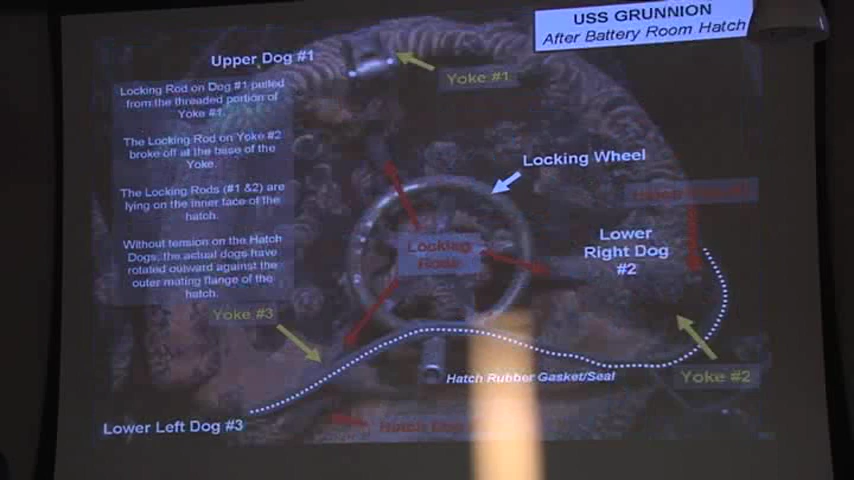 USS GRUNNION
After Battery Room Hatch
Upper Dog #1
Yoke #1
Locking Rod on Dog #1 pulled
from the threaded portion of
Yoke #1.
The Locking Rod on Yoke #2
broke off at the base of the
Yoke.
The Locking Rods (#1 &2) are
lying on the inner face of the
hatch.
Without tension on the Hatch
Dogs, the actual dogs have
rotated outward against the
outer mating flange of the
hatch.
Locking Wheel
Lower
Right Dog
#2
Locking
Rods
Yoke #3
Yoke #2
Hatch Rubber Gasket/Seal
Lower Left Dog #3
Hatch Dog